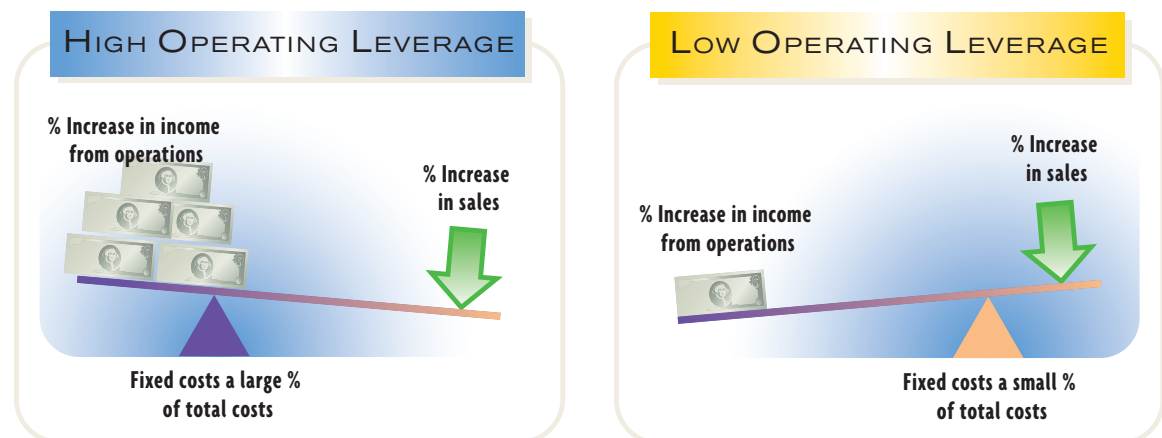 HIGH OPERATING LEVERAGE
% Increase in income
from operations
% Increase
in sales
Fixed costs a large %
of total costs
LOW OPERATING LEVERAGE
% Increase
in sales
% Increase in income
from operations
Fixed costs a small %
of total costs